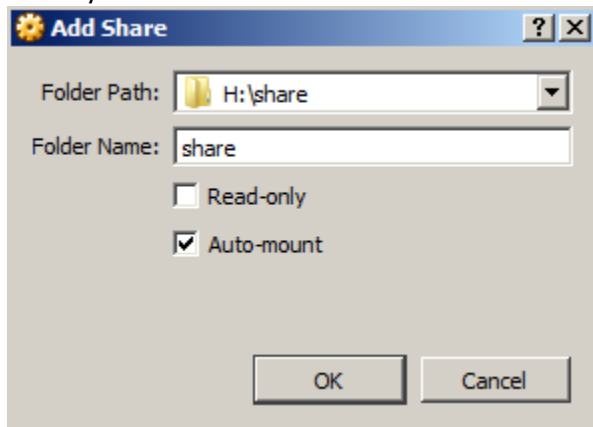 Add Share
Folder Path: H:\share
Folder Name: share
Read-only
Auto-mount
OK Cancel